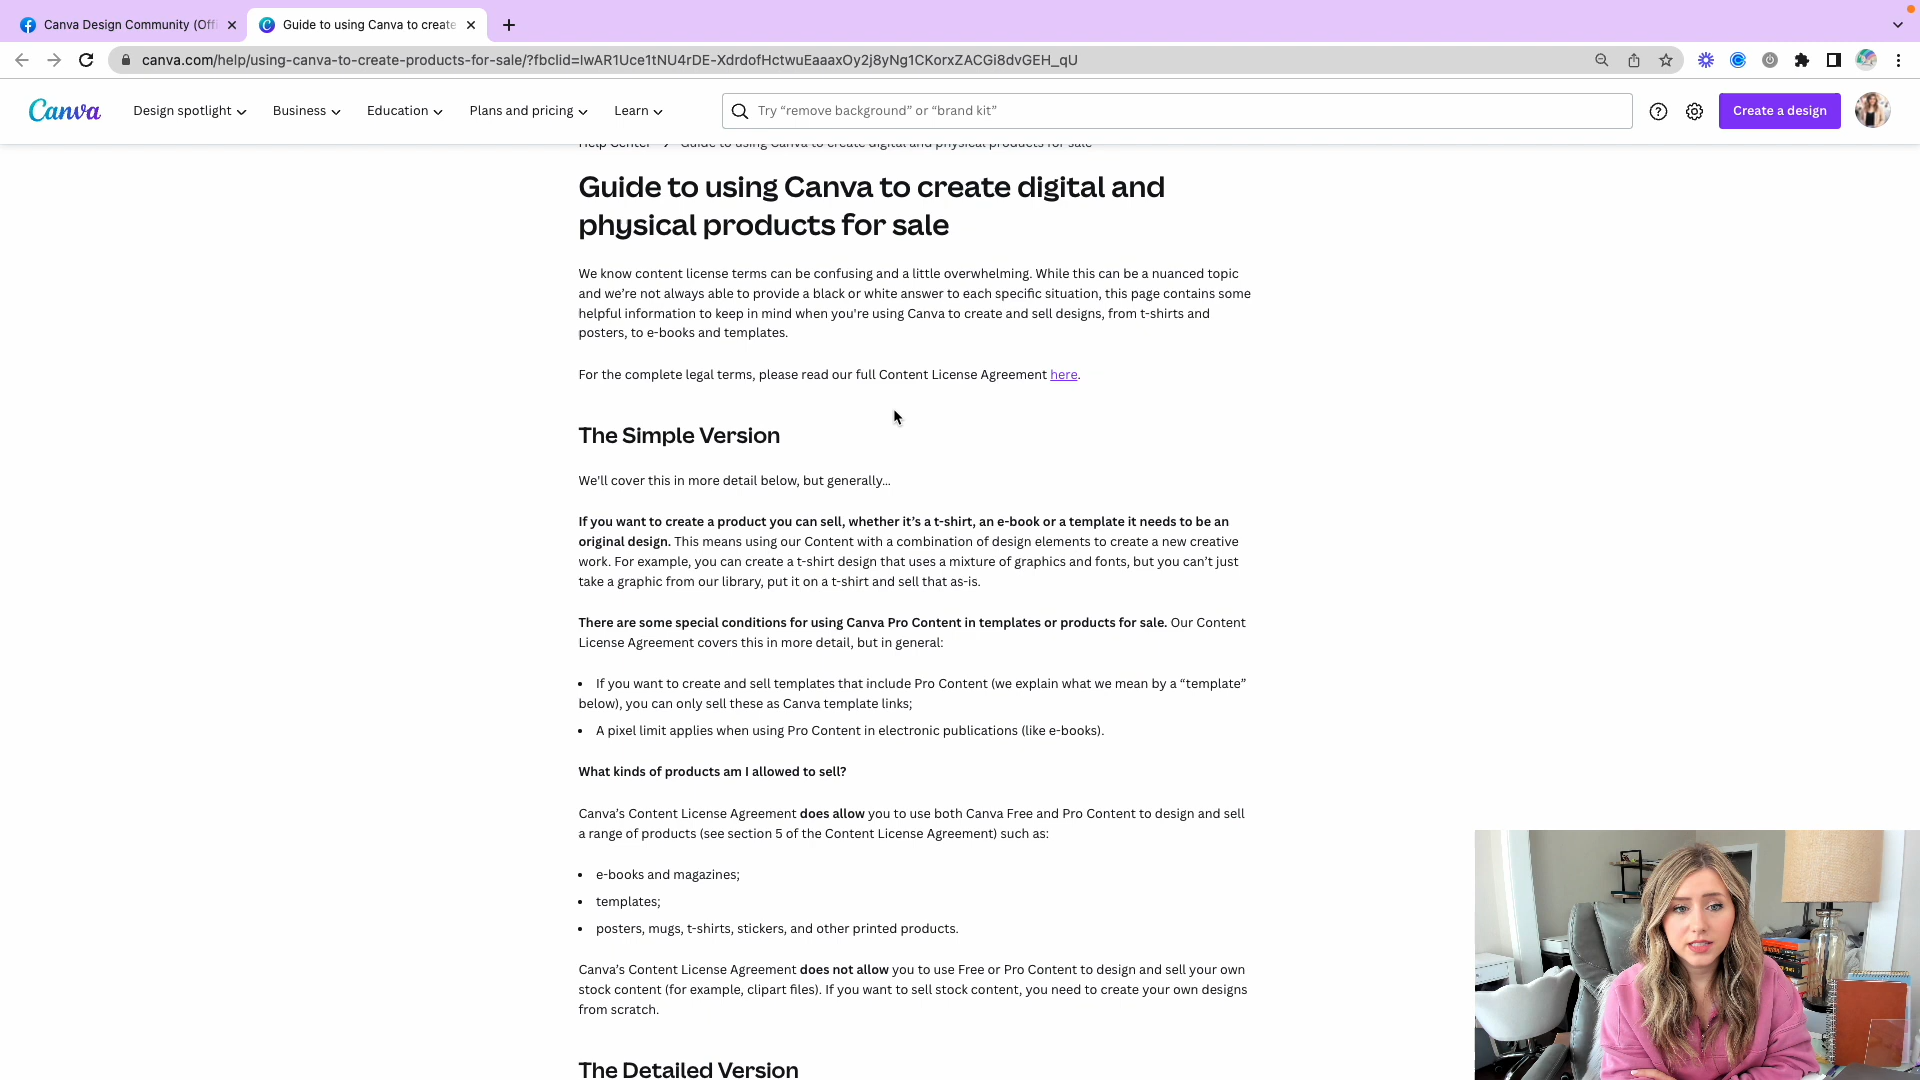 Canva Design Community (Offi
Guide to using Canva to create
canva.com/help/using-canva-to-create-products-for-sale/?fbclid=IwAR1Uce1tNU4rDE-XdrdofHctwuEaaaxOy2j8yNg1CKorxZACGi8dvGEH_qU
Canva
Design spotlight
Business
Education
Plans and pricing
Learn
Try “remove background” or “brand kit”
Create a design
Help Center > Guide to using Canva to create digital and physical products for sale
Guide to using Canva to create digital and
physical products for sale
We know content license terms can be confusing and a little overwhelming. While this can be a nuanced topic
and we’re not always able to provide a black or white answer to each specific situation, this page contains some
helpful information to keep in mind when you're using Canva to create and sell designs, from t-shirts and
posters, to e-books and templates.
For the complete legal terms, please read our full Content License Agreement here.
The Simple Version
We'll cover this in more detail below, but generally…
If you want to create a product you can sell, whether it’s a t-shirt, an e-book or a template it needs to be an
original design. This means using our Content with a combination of design elements to create a new creative
work. For example, you can create a t-shirt design that uses a mixture of graphics and fonts, but you can’t just
take a graphic from our library, put it on a t-shirt and sell that as-is.
There are some special conditions for using Canva Pro Content in templates or products for sale. Our Content
License Agreement covers this in more detail, but in general:
• If you want to create and sell templates that include Pro Content (we explain what we mean by a “template”
below), you can only sell these as Canva template links;
• A pixel limit applies when using Pro Content in electronic publications (like e-books).
What kinds of products am I allowed to sell?
Canva’s Content License Agreement does allow you to use both Canva Free and Pro Content to design and sell
a range of products (see section 5 of the Content License Agreement) such as:
• e-books and magazines;
• templates;
• posters, mugs, t-shirts, stickers, and other printed products.
Canva’s Content License Agreement does not allow you to use Free or Pro Content to design and sell your own
stock content (for example, clipart files). If you want to sell stock content, you need to create your own designs
from scratch.
The Detailed Version